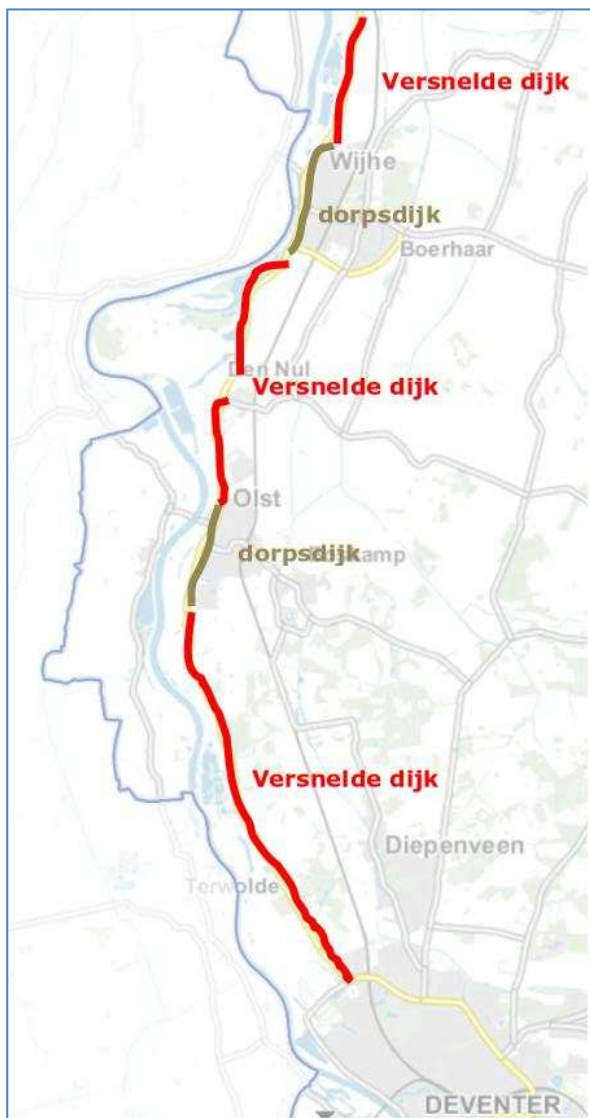 Versnelde dijk
Wijhe
dorpsdijk
Boerhaar
Den Nul
Versnelde dijk
Olst
dorpsdijk
Versnelde dijk
Diepenveen
Terwolde
DEVENTER